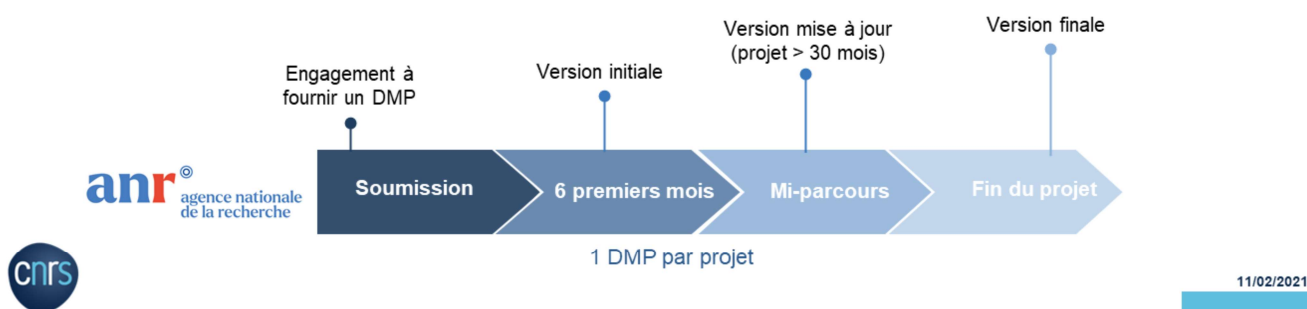 Version mise à jour
(projet > 30 mois)
Version finale
Engagement à
fournir un DMP
Version initiale
anr
agence nationale
de la recherche
Soumission
6 premiers mois
Mi-parcours
Fin du projet
1 DMP par projet
cnrs
11/02/2021